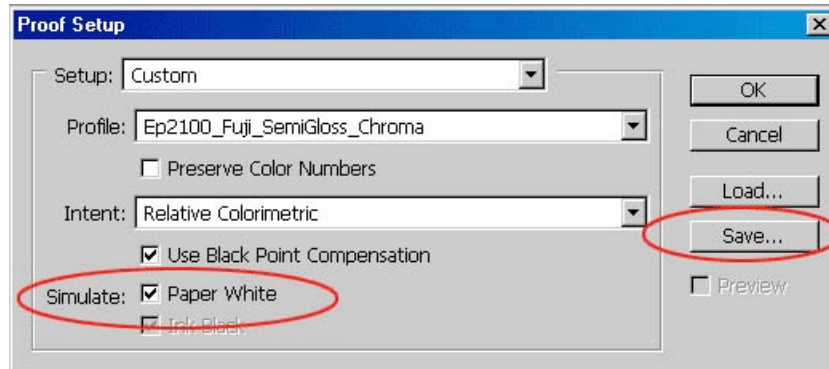 Proof Setup
Setup: Custom
OK
Profile: Ep2100_Fuji_SemiGloss_Chroma
Cancel
Preserve Color Numbers
Load...
Intent: Relative Colorimetric
Save...
Use Black Point Compensation
Simulate: Paper White
Preview
Ink Black